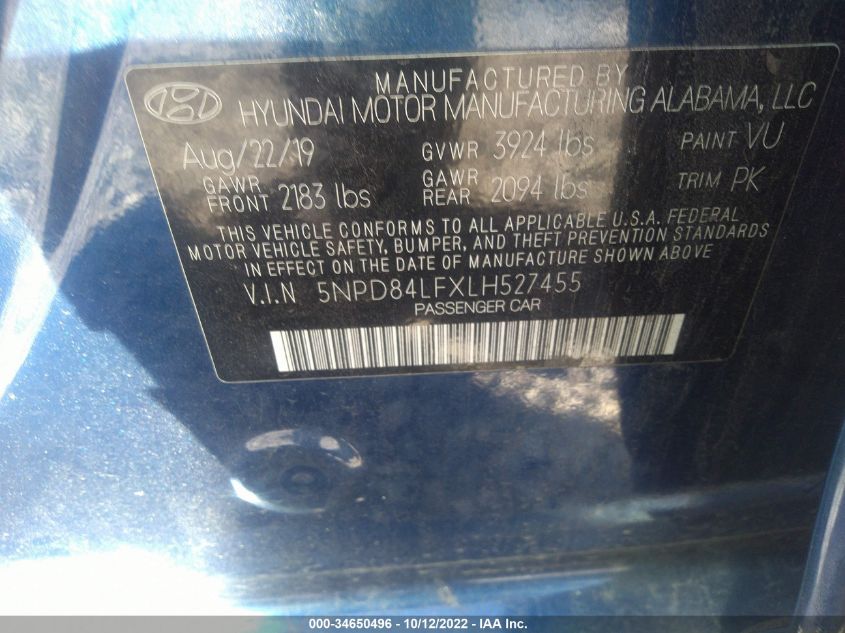 MANUFACTURED BY
HYUNDAI MOTOR MANUFACTURING ALABAMA, LLC
Aug/22/19 GVWR 3924 lbs PAINT VU
GAWR FRONT 2183 lbs GAWR REAR 2094 lbs TRIM PK
THIS VEHICLE CONFORMS TO ALL APPLICABLE U.S.A. FEDERAL
MOTOR VEHICLE SAFETY, BUMPER, AND THEFT PREVENTION STANDARDS
IN EFFECT ON THE DATE OF MANUFACTURE SHOWN ABOVE
V.I.N 5NPD84LFXLH527455
PASSENGER CAR
000-34650496 - 10/12/2022 - IAA Inc.